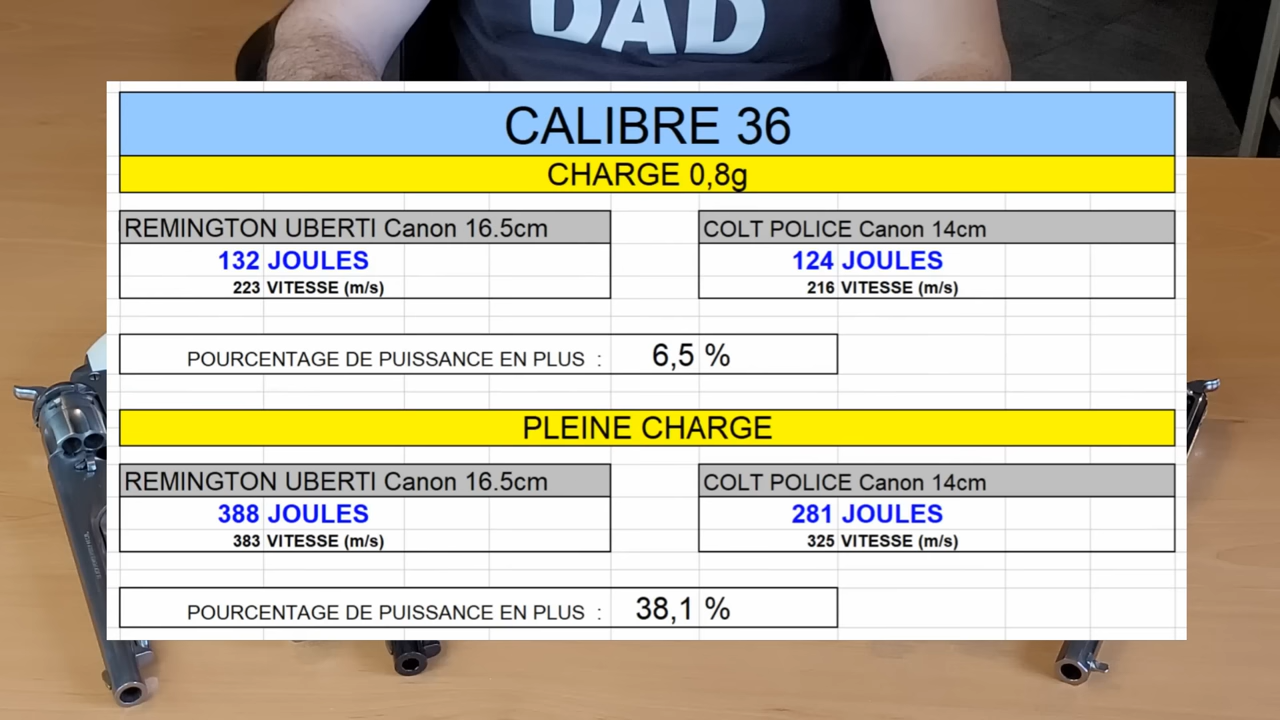 DAD
CALIBRE 36
CHARGE 0,8g
REMINGTON UBERTI Canon 16.5cm
132 JOULES
223 VITESSE (m/s)
COLT POLICE Canon 14cm
124 JOULES
216 VITESSE (m/s)
POURCENTAGE DE PUISSANCE EN PLUS : 6,5 %
PLEINE CHARGE
REMINGTON UBERTI Canon 16.5cm
388 JOULES
383 VITESSE (m/s)
COLT POLICE Canon 14cm
281 JOULES
325 VITESSE (m/s)
POURCENTAGE DE PUISSANCE EN PLUS : 38,1 %